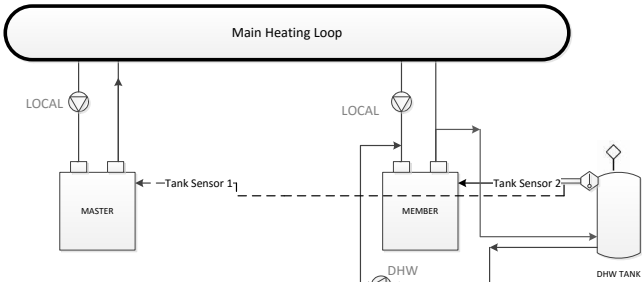 Main Heating Loop
LOCAL
LOCAL
Tank Sensor 1
Tank Sensor 2
MASTER
MEMBER
DHW
DHW TANK